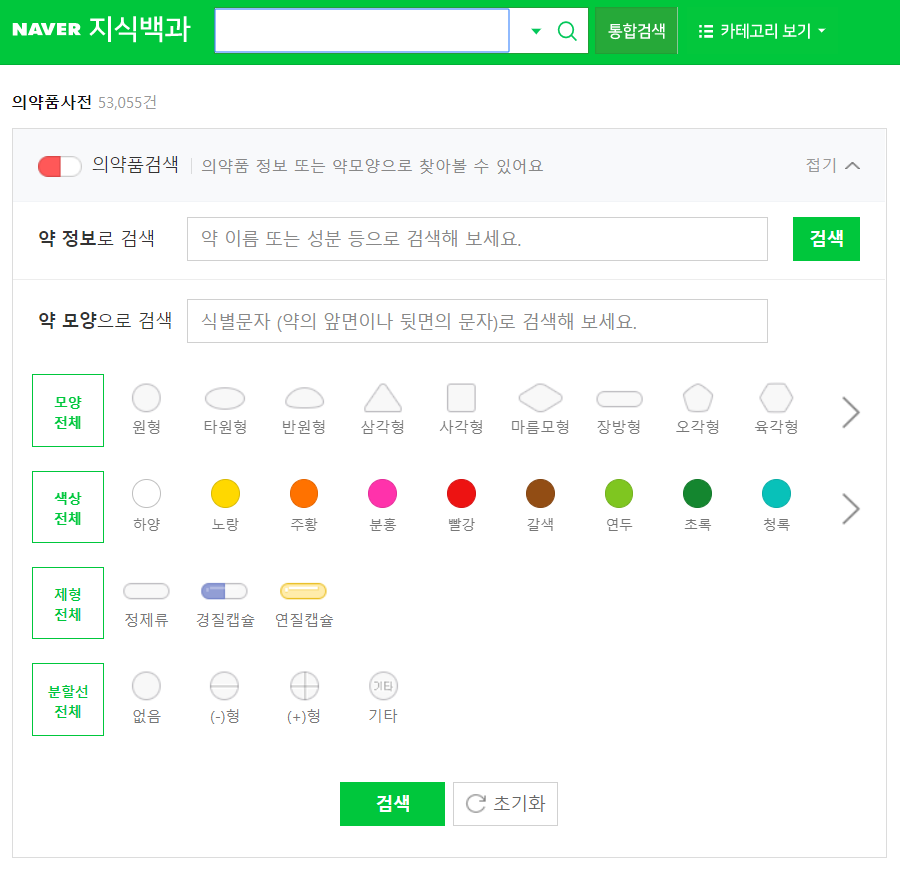 NAVER 지식백과 통합검색 카테고리 보기
의약품사전 53,055건
의약품검색 의약품 정보 또는 약모양으로 찾아볼 수 있어요 접기
약 정보로 검색 약 이름 또는 성분 등으로 검색해 보세요. 검색
약 모양으로 검색 식별문자 (약의 앞면이나 뒷면의 문자)로 검색해 보세요.
모양
전체
원형 타원형 반원형 삼각형 사각형 마름모형 장방형 오각형 육각형
색상
전체
하양 노랑 주황 분홍 빨강 갈색 연두 초록 청록
제형
전체
정제류 경질캡슐 연질캡슐
분할선
전체
기타
없음 (-)형 (+)형 기타
검색 초기화